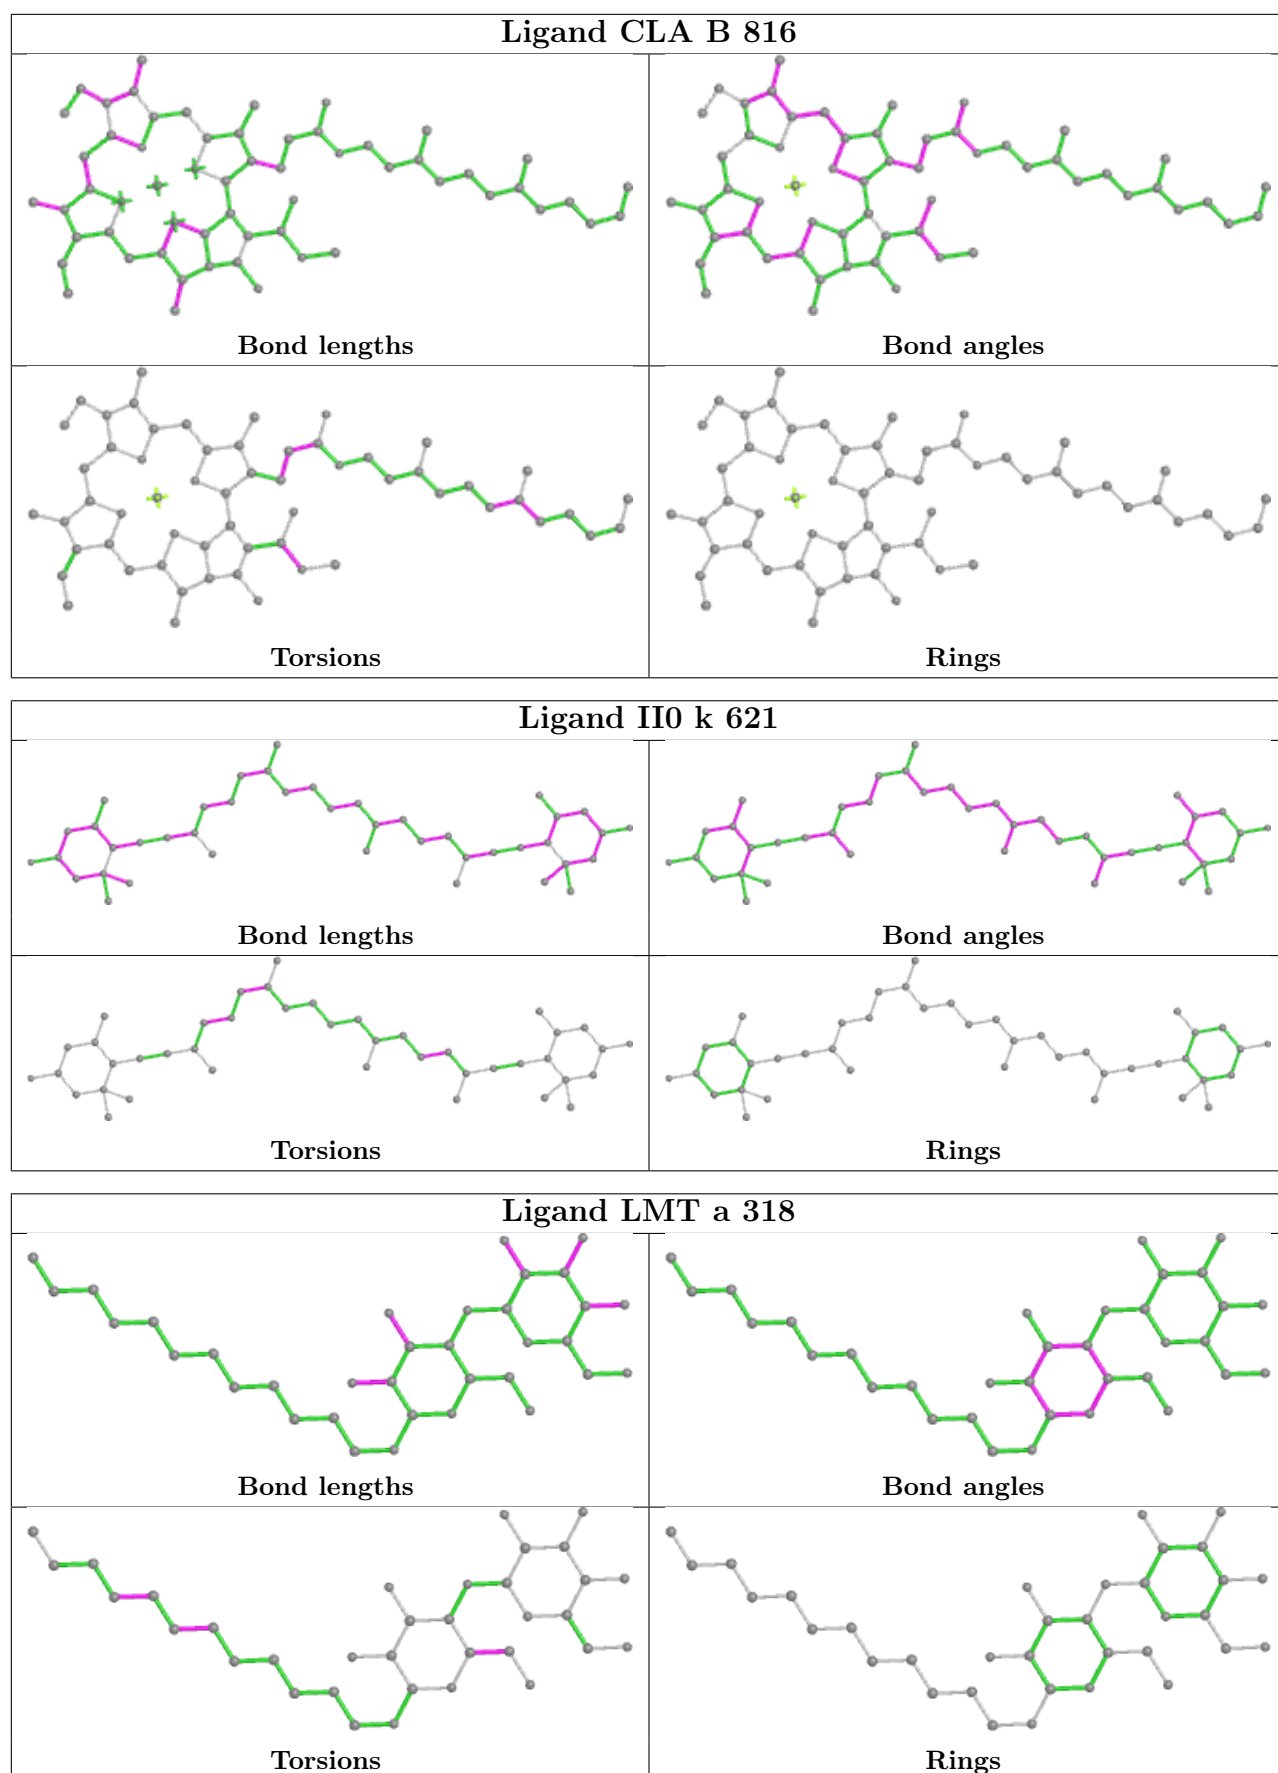 Ligand CLA B 816
Bond lengths
Bond angles
Torsions
Rings
Ligand II0 k 621
Bond lengths
Bond angles
Torsions
Rings
Ligand LMT a 318
Bond lengths
Bond angles
Torsions
Rings